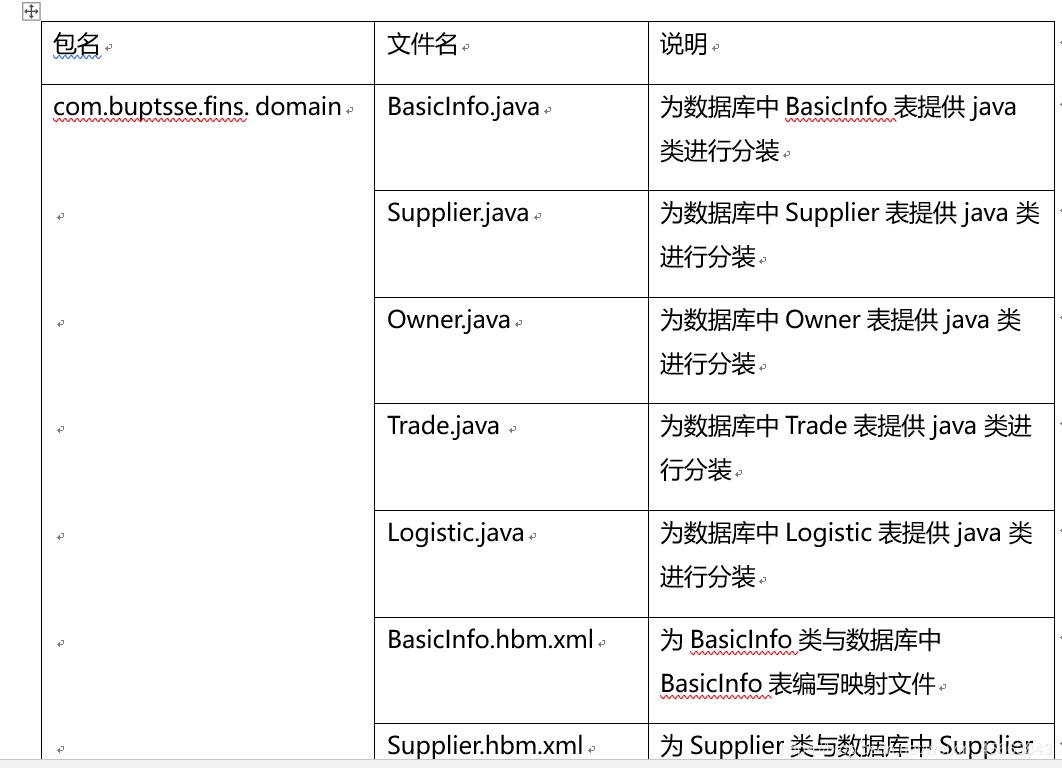 包名 文件名 说明
com.buptsse.fins. domain BasicInfo.java 为数据库中 BasicInfo 表提供 java
类进行分装
Supplier.java 为数据库中 Supplier 表提供 java 类
进行分装
Owner.java 为数据库中 Owner 表提供 java 类
进行分装
Trade.java 为数据库中 Trade 表提供 java 类进
行分装
Logistic.java 为数据库中 Logistic 表提供 java 类
进行分装
BasicInfo.hbm.xml 为 BasicInfo 类与数据库中
BasicInfo 表编写映射文件
Supplier.hbm.xml 为 Supplier 类与数据库中 Supplier